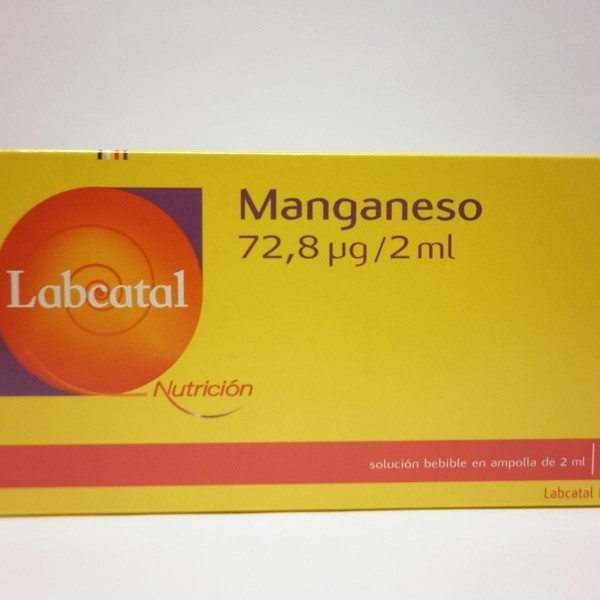 Manganeso
72,8 µg/2 ml
Labcatal
Nutrición
solución bebible en ampolla de 2 ml
Labcatal